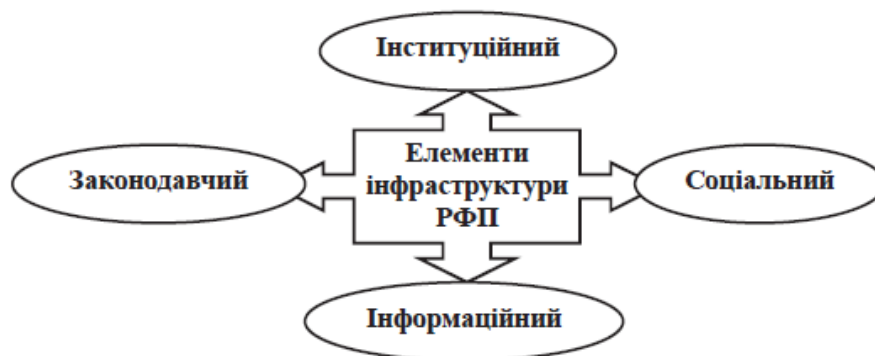 Інституційний
Законодавчий
Елементи
інфраструктури
РФП
Соціальний
Інформаційний